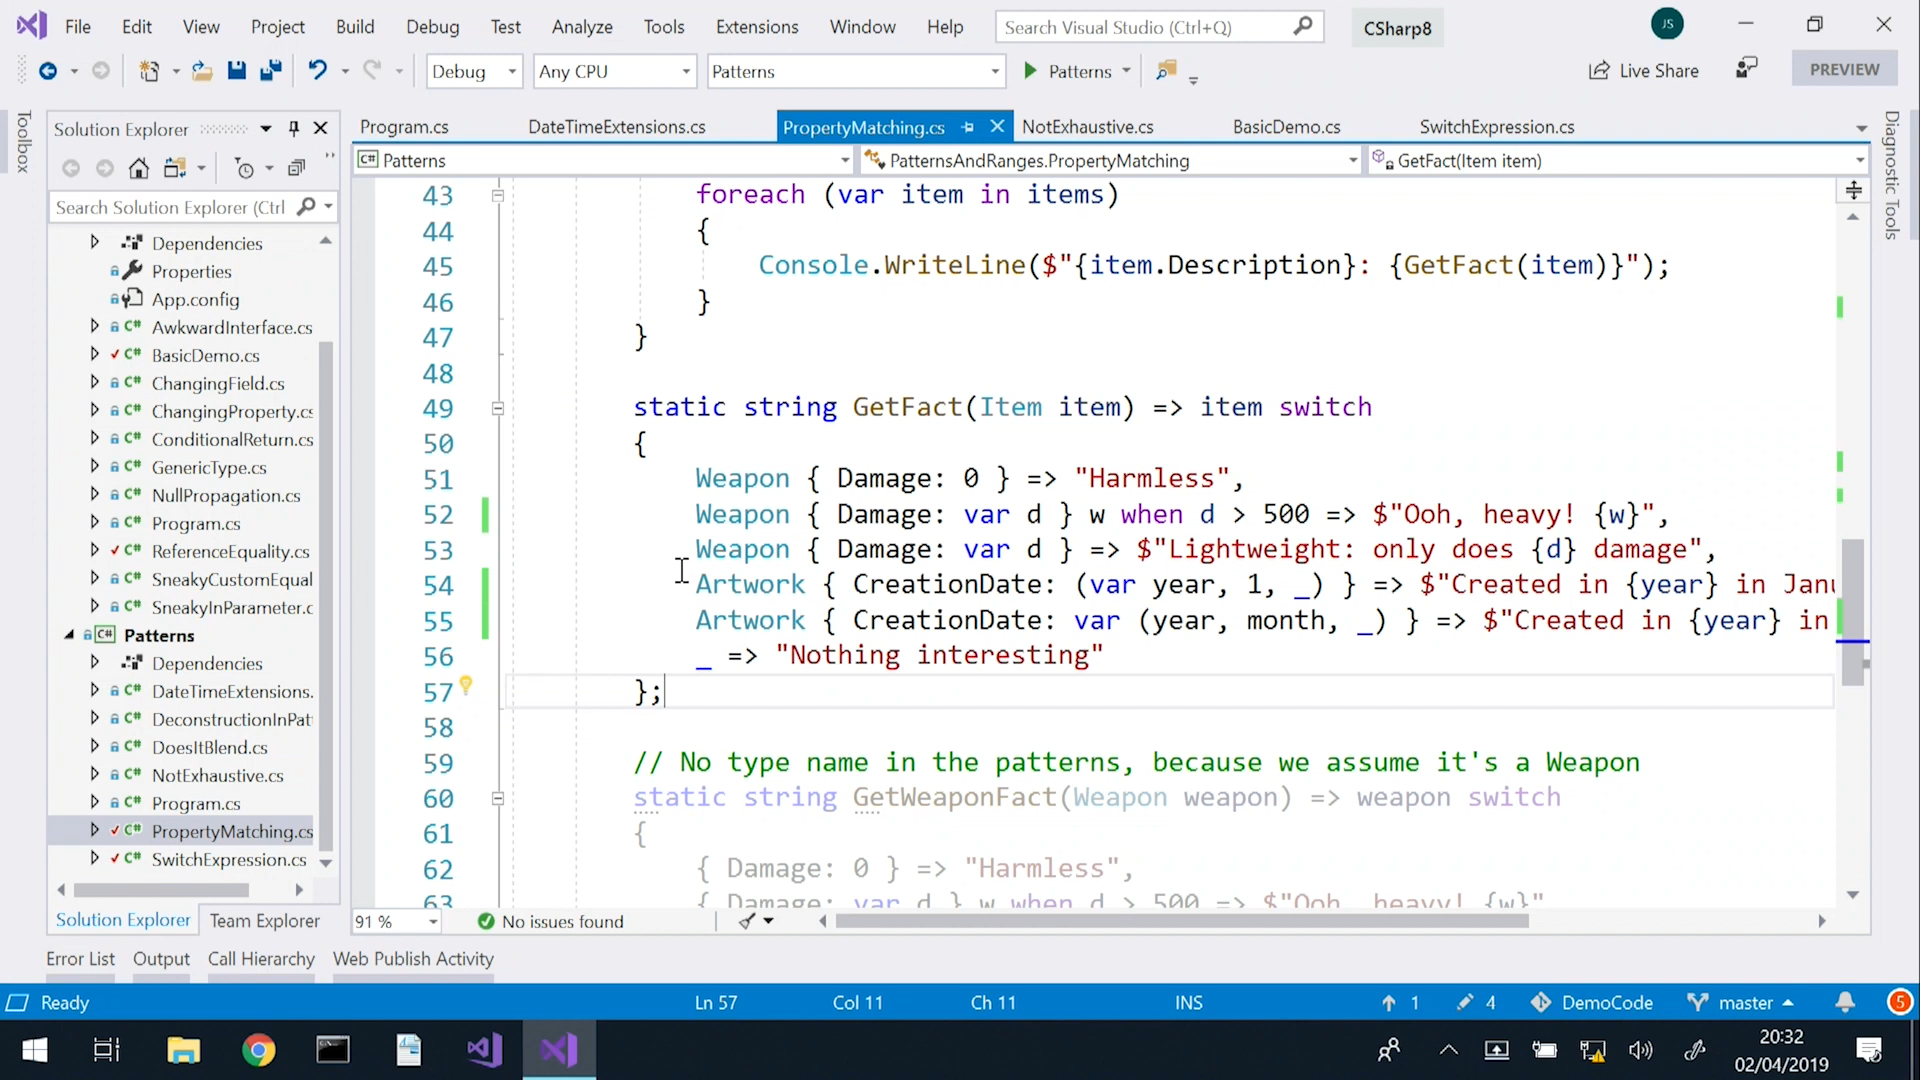 File Edit View Project Build Debug Test Analyze Tools Extensions Window Help Search Visual Studio (Ctrl+Q) CSharp8 JS
Debug Any CPU Patterns Patterns Live Share PREVIEW
Toolbox
Solution Explorer
Search Solution Explorer (Ctrl
Dependencies
Properties
App.config
C# AwkwardInterface.cs
C# BasicDemo.cs
C# ChangingField.cs
C# ChangingProperty.cs
C# ConditionalReturn.cs
C# GenericType.cs
C# NullPropagation.cs
C# Program.cs
C# ReferenceEquality.cs
C# SneakyCustomEqual
C# SneakyInParameter.c
C# Patterns
Dependencies
C# DateTimeExtensions.
C# DeconstructionInPat
C# DoesItBlend.cs
C# NotExhaustive.cs
C# Program.cs
C# PropertyMatching.cs
C# SwitchExpression.cs
Solution Explorer Team Explorer
Program.cs DateTimeExtensions.cs PropertyMatching.cs NotExhaustive.cs BasicDemo.cs SwitchExpression.cs
C# Patterns PatternsAndRanges.PropertyMatching GetFact(Item item)
43 foreach (var item in items)
44 {
45 Console.WriteLine($"{item.Description}: {GetFact(item)}");
46 }
47 }
48
49 static string GetFact(Item item) => item switch
50 {
51 Weapon { Damage: 0 } => "Harmless",
52 Weapon { Damage: var d } w when d > 500 => $"Ooh, heavy! {w}",
53 Weapon { Damage: var d } => $"Lightweight: only does {d} damage",
54 Artwork { CreationDate: (var year, 1, _) } => $"Created in {year} in Janu
55 Artwork { CreationDate: var (year, month, _) } => $"Created in {year} in
56 _ => "Nothing interesting"
57 };
58
59 // No type name in the patterns, because we assume it's a Weapon
60 static string GetWeaponFact(Weapon weapon) => weapon switch
61 {
62 { Damage: 0 } => "Harmless",
63 { Damage: var d } w when d > 500 => $"Ooh, heavy! {w}"
91 % No issues found
Diagnostic Tools
Error List Output Call Hierarchy Web Publish Activity
Ready Ln 57 Col 11 Ch 11 INS 1 4 DemoCode master 5
20:32
02/04/2019